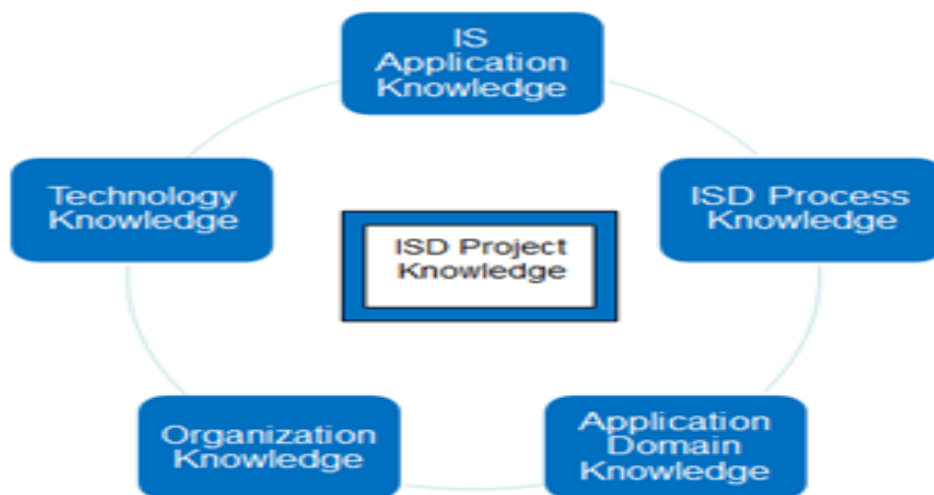 IS
Application
Knowledge
Technology
Knowledge
ISD Process
Knowledge
ISD Project
Knowledge
Organization
Knowledge
Application
Domain
Knowledge